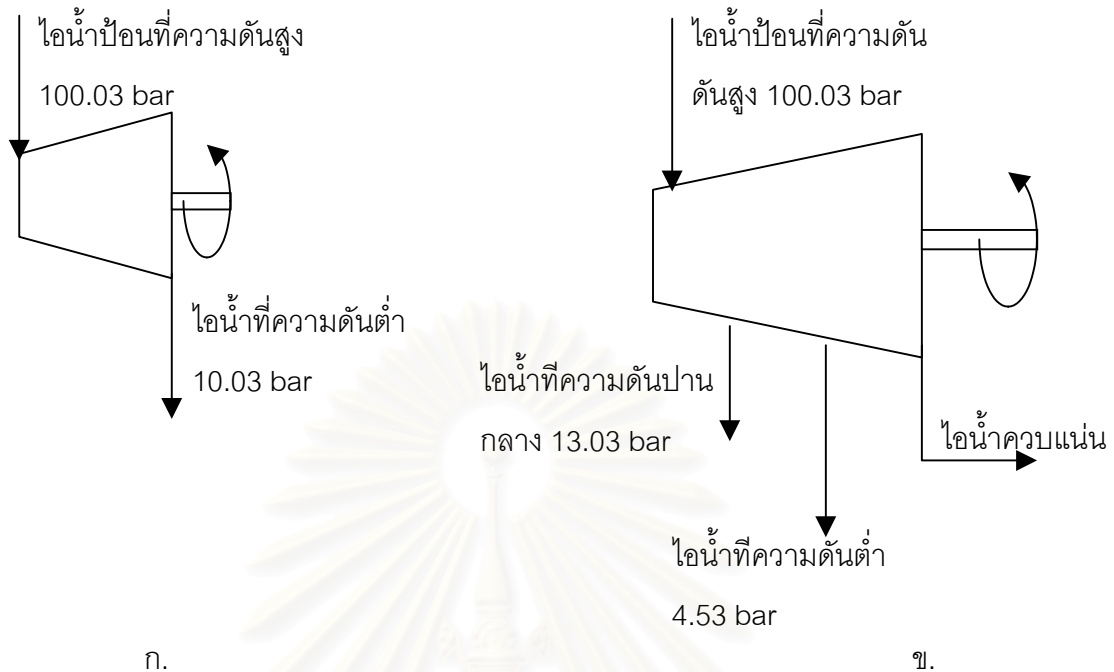 ไอน้ำป้อนที่ความดันสูง
100.03 bar
ไอน้ำที่ความดันต่ำ
10.03 bar
ก.
ไอน้ำป้อนที่ความดัน
ดันสูง 100.03 bar
ไอน้ำทีความดันปาน
กลาง 13.03 bar
ไอน้ำควบแน่น
ไอน้ำทีความดันต่ำ
4.53 bar
ข.